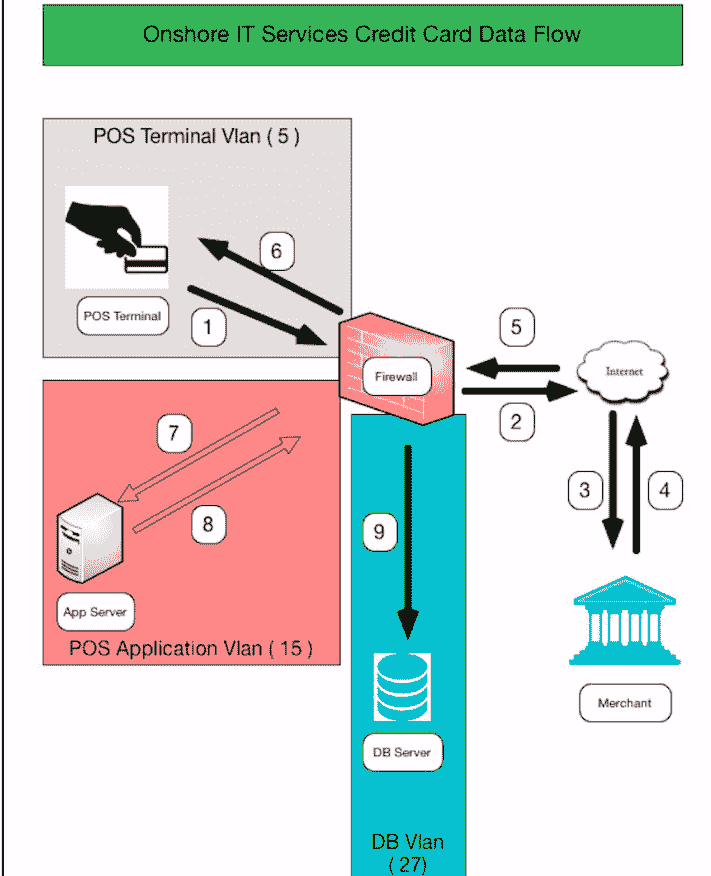 Onshore IT Services Credit Card Data Flow
POS Terminal Vlan ( 5 )
6
POS Terminal
1
5
Firewall
Internet
2
7
8
3
4
9
App Server
POS Application Vlan ( 15 )
Merchant
DB Server
DB Vlan
( 27)